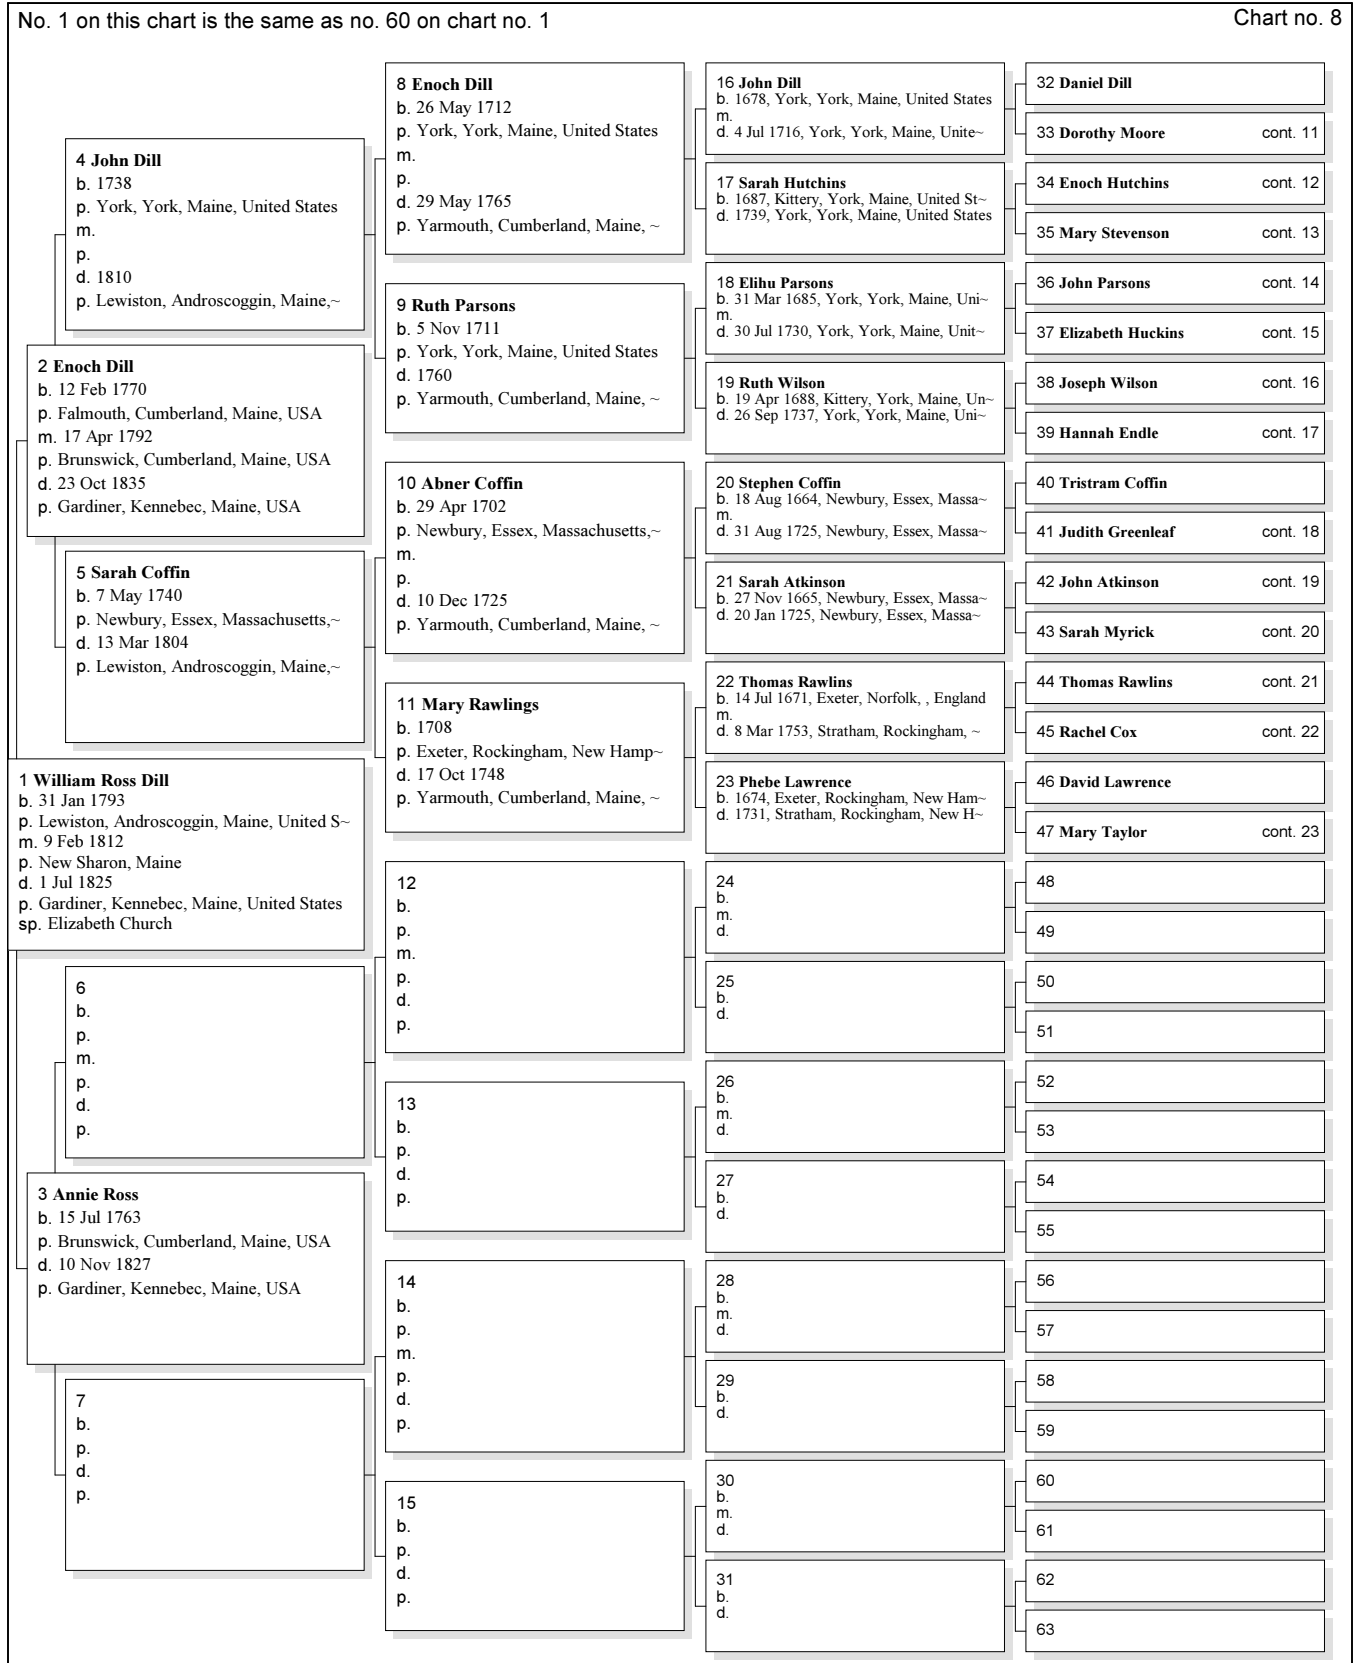 No. 1 on this chart is the same as no. 60 on chart no. 1
Chart no. 8
1 William Ross Dill
b. 31 Jan 1793
p. Lewiston, Androscoggin, Maine, United S~
m. 9 Feb 1812
p. New Sharon, Maine
d. 1 Jul 1825
p. Gardiner, Kennebec, Maine, United States
sp. Elizabeth Church
2 Enoch Dill
b. 12 Feb 1770
p. Falmouth, Cumberland, Maine, USA
m. 17 Apr 1792
p. Brunswick, Cumberland, Maine, USA
d. 23 Oct 1835
p. Gardiner, Kennebec, Maine, USA
3 Annie Ross
b. 15 Jul 1763
p. Brunswick, Cumberland, Maine, USA
d. 10 Nov 1827
p. Gardiner, Kennebec, Maine, USA
4 John Dill
b. 1738
p. York, York, Maine, United States
m.
p.
d. 1810
p. Lewiston, Androscoggin, Maine,~
5 Sarah Coffin
b. 7 May 1740
p. Newbury, Essex, Massachusetts,~
d. 13 Mar 1804
p. Lewiston, Androscoggin, Maine,~
6
b.
p.
m.
p.
d.
p.
7
b.
p.
d.
p.
8 Enoch Dill
b. 26 May 1712
p. York, York, Maine, United States
m.
p.
d. 29 May 1765
p. Yarmouth, Cumberland, Maine, ~
9 Ruth Parsons
b. 5 Nov 1711
p. York, York, Maine, United States
d. 1760
p. Yarmouth, Cumberland, Maine, ~
10 Abner Coffin
b. 29 Apr 1702
p. Newbury, Essex, Massachusetts,~
m.
p.
d. 10 Dec 1725
p. Yarmouth, Cumberland, Maine, ~
11 Mary Rawlings
b. 1708
p. Exeter, Rockingham, New Hamp~
d. 17 Oct 1748
p. Yarmouth, Cumberland, Maine, ~
12
b.
p.
m.
p.
d.
p.
13
b.
p.
d.
p.
14
b.
p.
m.
p.
d.
p.
15
b.
p.
d.
p.
16 John Dill
b. 1678, York, York, Maine, United States
m.
d. 4 Jul 1716, York, York, Maine, Unite~
17 Sarah Hutchins
b. 1687, Kittery, York, Maine, United St~
d. 1739, York, York, Maine, United States
18 Elihu Parsons
b. 31 Mar 1685, York, York, Maine, Uni~
m.
d. 30 Jul 1730, York, York, Maine, Unit~
19 Ruth Wilson
b. 19 Apr 1688, Kittery, York, Maine, Un~
d. 26 Sep 1737, York, York, Maine, Uni~
20 Stephen Coffin
b. 18 Aug 1664, Newbury, Essex, Massa~
m.
d. 31 Aug 1725, Newbury, Essex, Massa~
21 Sarah Atkinson
b. 27 Nov 1665, Newbury, Essex, Massa~
d. 20 Jan 1725, Newbury, Essex, Massa~
22 Thomas Rawlins
b. 14 Jul 1671, Exeter, Norfolk, , England
m.
d. 8 Mar 1753, Stratham, Rockingham, ~
23 Phebe Lawrence
b. 1674, Exeter, Rockingham, New Ham~
d. 1731, Stratham, Rockingham, New H~
24
b.
m.
d.
25
b.
d.
26
b.
m.
d.
27
b.
d.
28
b.
m.
d.
29
b.
d.
30
b.
m.
d.
31
b.
d.
32 Daniel Dill
33 Dorothy Moore cont. 11
34 Enoch Hutchins cont. 12
35 Mary Stevenson cont. 13
36 John Parsons cont. 14
37 Elizabeth Huckins cont. 15
38 Joseph Wilson cont. 16
39 Hannah Endle cont. 17
40 Tristram Coffin
41 Judith Greenleaf cont. 18
42 John Atkinson cont. 19
43 Sarah Myrick cont. 20
44 Thomas Rawlins cont. 21
45 Rachel Cox cont. 22
46 David Lawrence
47 Mary Taylor cont. 23
48
49
50
51
52
53
54
55
56
57
58
59
60
61
62
63